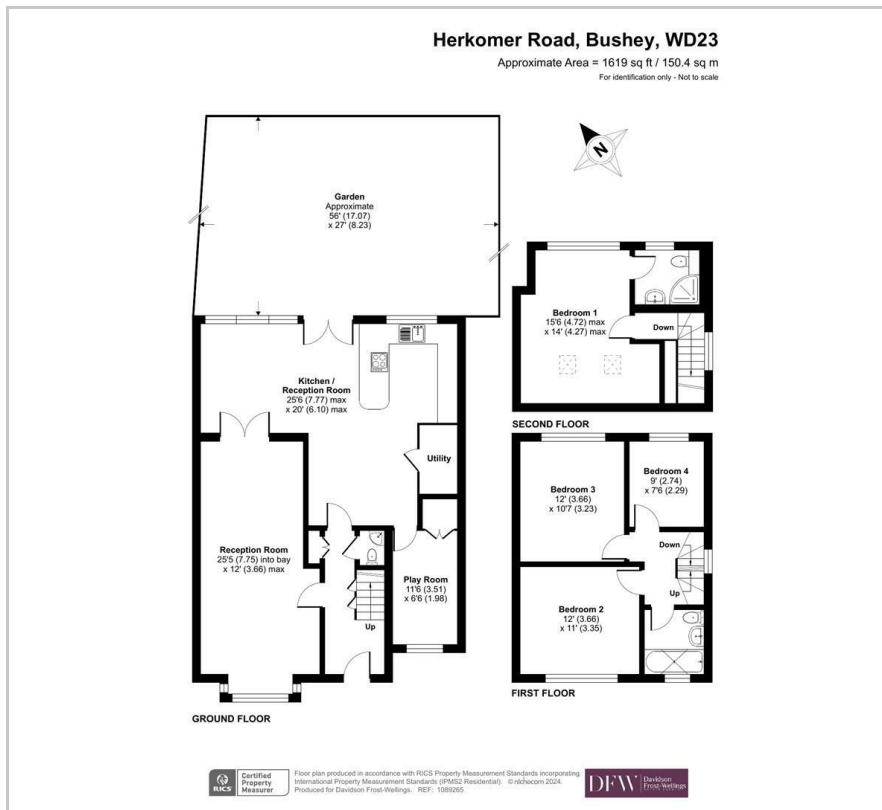 Herkomer Road, Bushey, WD23
Approximate Area = 1619 sq ft / 150.4 sq m
For identification only - Not to scale
N
Garden
Approximate
56' (17.07)
x 27' (8.23)
Kitchen /
Reception Room
25'6 (7.77) max
x 20' (6.10) max
Utility
Reception Room
25'5 (7.75) into bay
x 12' (3.66) max
Play Room
11'6 (3.51)
x 6'6 (1.98)
Up
GROUND FLOOR
Bedroom 1
15'6 (4.72) max
x 14' (4.27) max
Down
SECOND FLOOR
Bedroom 3
12' (3.66)
x 10'7 (3.23)
Bedroom 4
9' (2.74)
x 7'6 (2.29)
Down
Up
Bedroom 2
12' (3.66)
x 11' (3.35)
FIRST FLOOR
RICS
Certified
Property
Measurer
Floor plan produced in accordance with RICS Property Measurement Standards incorporating
International Property Measurement Standards (IPMS2 Residential). © nichecom 2024.
Produced for Davidson Frost-Wellings. REF: 1089265
DFW
Davidson
Frost-Wellings